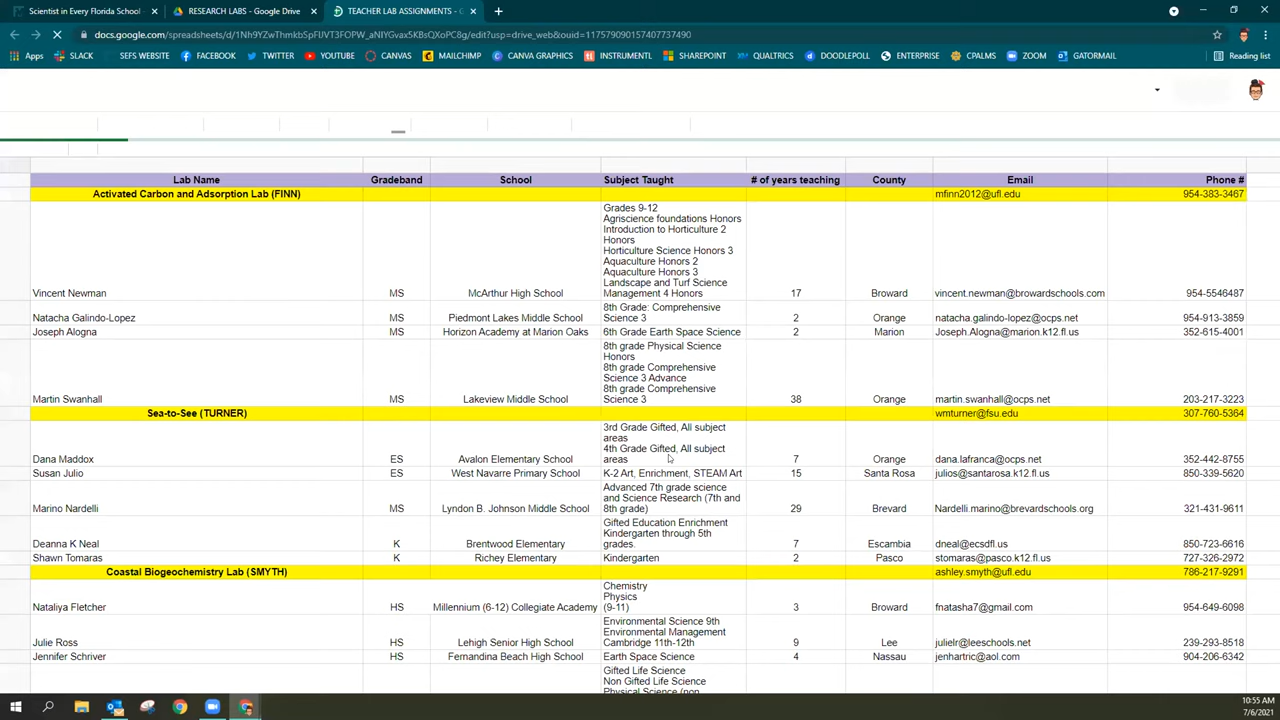 Scientist in Every Florida School -
RESEARCH LABS - Google Drive
TEACHER LAB ASSIGNMENTS - G
docs.google.com/spreadsheets/d/1Nh9YZwThmkbSpFlJVT3FOPW_aNIYGvax5KBsQXoPC8g/edit?usp=drive_web&ouid=117579090157407737490
Apps SLACK SEFS WEBSITE FACEBOOK TWITTER YOUTUBE CANVAS MAILCHIMP CANVA GRAPHICS INSTRUMENTL SHAREPOINT QUALTRICS DOODLEPOLL ENTERPRISE CPALMS ZOOM GATORMAIL Reading list
Lab Name Gradeband School Subject Taught # of years teaching County Email Phone #
Activated Carbon and Adsorption Lab (FINN) mfinn2012@ufl.edu 954-383-3467
Grades 9-12
Agriscience foundations Honors
Introduction to Horticulture 2
Honors
Horticulture Science Honors 3
Aquaculture Honors 2
Aquaculture Honors 3
Landscape and Turf Science
Vincent Newman MS McArthur High School Management 4 Honors 17 Broward vincent.newman@browardschools.com 954-5546487
8th Grade: Comprehensive
Natacha Galindo-Lopez MS Piedmont Lakes Middle School Science 3 2 Orange natacha.galindo-lopez@ocps.net 954-913-3859
Joseph Alogna MS Horizon Academy at Marion Oaks 6th Grade Earth Space Science 2 Marion Joseph.Alogna@marion.k12.fl.us 352-615-4001
8th grade Physical Science
Honors
8th grade Comprehensive
Science 3 Advance
8th grade Comprehensive
Martin Swanhall MS Lakeview Middle School Science 3 38 Orange martin.swanhall@ocps.net 203-217-3223
Sea-to-See (TURNER) wmturner@fsu.edu 307-760-5364
3rd Grade Gifted, All subject
areas
4th Grade Gifted, All subject
Dana Maddox ES Avalon Elementary School areas 7 Orange dana.lafranca@ocps.net 352-442-8755
Susan Julio ES West Navarre Primary School K-2 Art, Enrichment, STEAM Art 15 Santa Rosa julios@santarosa.k12.fl.us 850-339-5620
Advanced 7th grade science
and Science Research (7th and
Marino Nardelli MS Lyndon B. Johnson Middle School 8th grade) 29 Brevard Nardelli.marino@brevardschools.org 321-431-9611
Gifted Education Enrichment
Kindergarten through 5th
Deanna K Neal K Brentwood Elementary grades. 7 Escambia dneal@ecsdfl.us 850-723-6616
Shawn Tomaras K Richey Elementary Kindergarten 2 Pasco stomaras@pasco.k12.fl.us 727-326-2972
Coastal Biogeochemistry Lab (SMYTH) ashley.smyth@ufl.edu 786-217-9291
Chemistry
Physics
Nataliya Fletcher HS Millennium (6-12) Collegiate Academy (9-11) 3 Broward fnatasha7@gmail.com 954-649-6098
Environmental Science 9th
Environmental Management
Julie Ross HS Lehigh Senior High School Cambridge 11th-12th 9 Lee julielr@leeschools.net 239-293-8518
Jennifer Schriver HS Fernandina Beach High School Earth Space Science 4 Nassau jenhartric@aol.com 904-206-6342
Gifted Life Science
Non Gifted Life Science
Physical Science (non
10:55 AM
7/6/2021